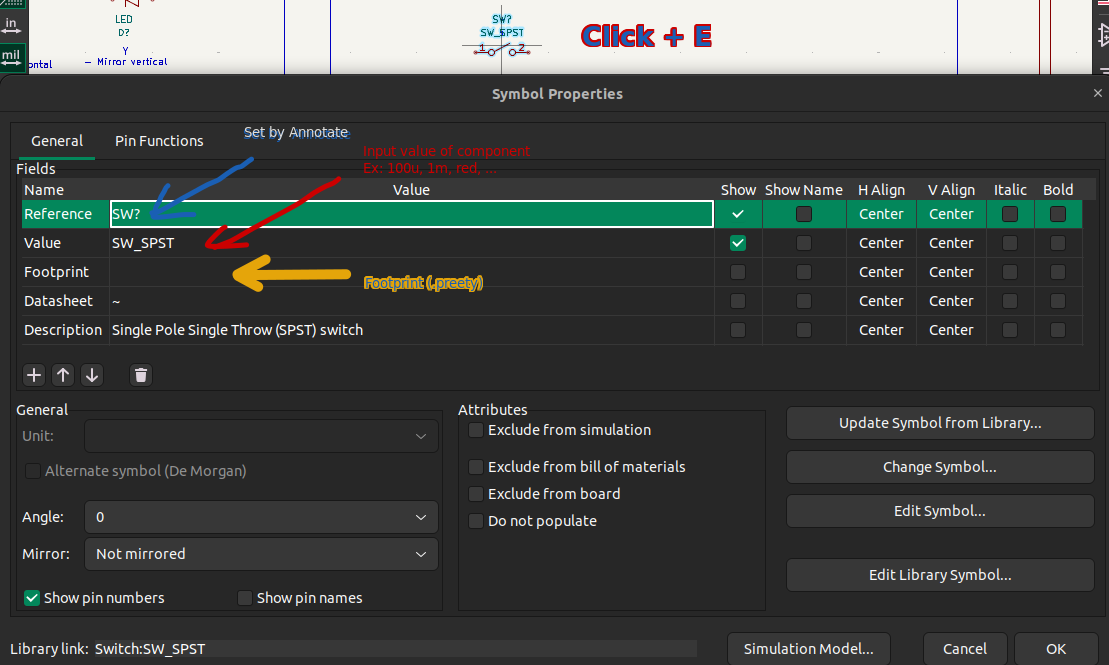 in
mil
LED
D?
Y
ontal
— Mirror vertical
SW?
SW_SPST
1
2
Click + E
Symbol Properties
General
Pin Functions
Set by Annotate
Input value of component
Ex: 100u, 1m, red, ...
Fields
Name Value Show Show Name H Align V Align Italic Bold
Reference SW? Center Center
Value SW_SPST Center Center
Footprint Center Center
Footprint (.preety)
Datasheet ~ Center Center
Description Single Pole Single Throw (SPST) switch Center Center
General
Unit:
Alternate symbol (De Morgan)
Angle: 0
Mirror: Not mirrored
Show pin numbers
Show pin names
Attributes
Exclude from simulation
Exclude from bill of materials
Exclude from board
Do not populate
Update Symbol from Library...
Change Symbol...
Edit Symbol...
Edit Library Symbol...
Library link: Switch:SW_SPST
Simulation Model...
Cancel
OK